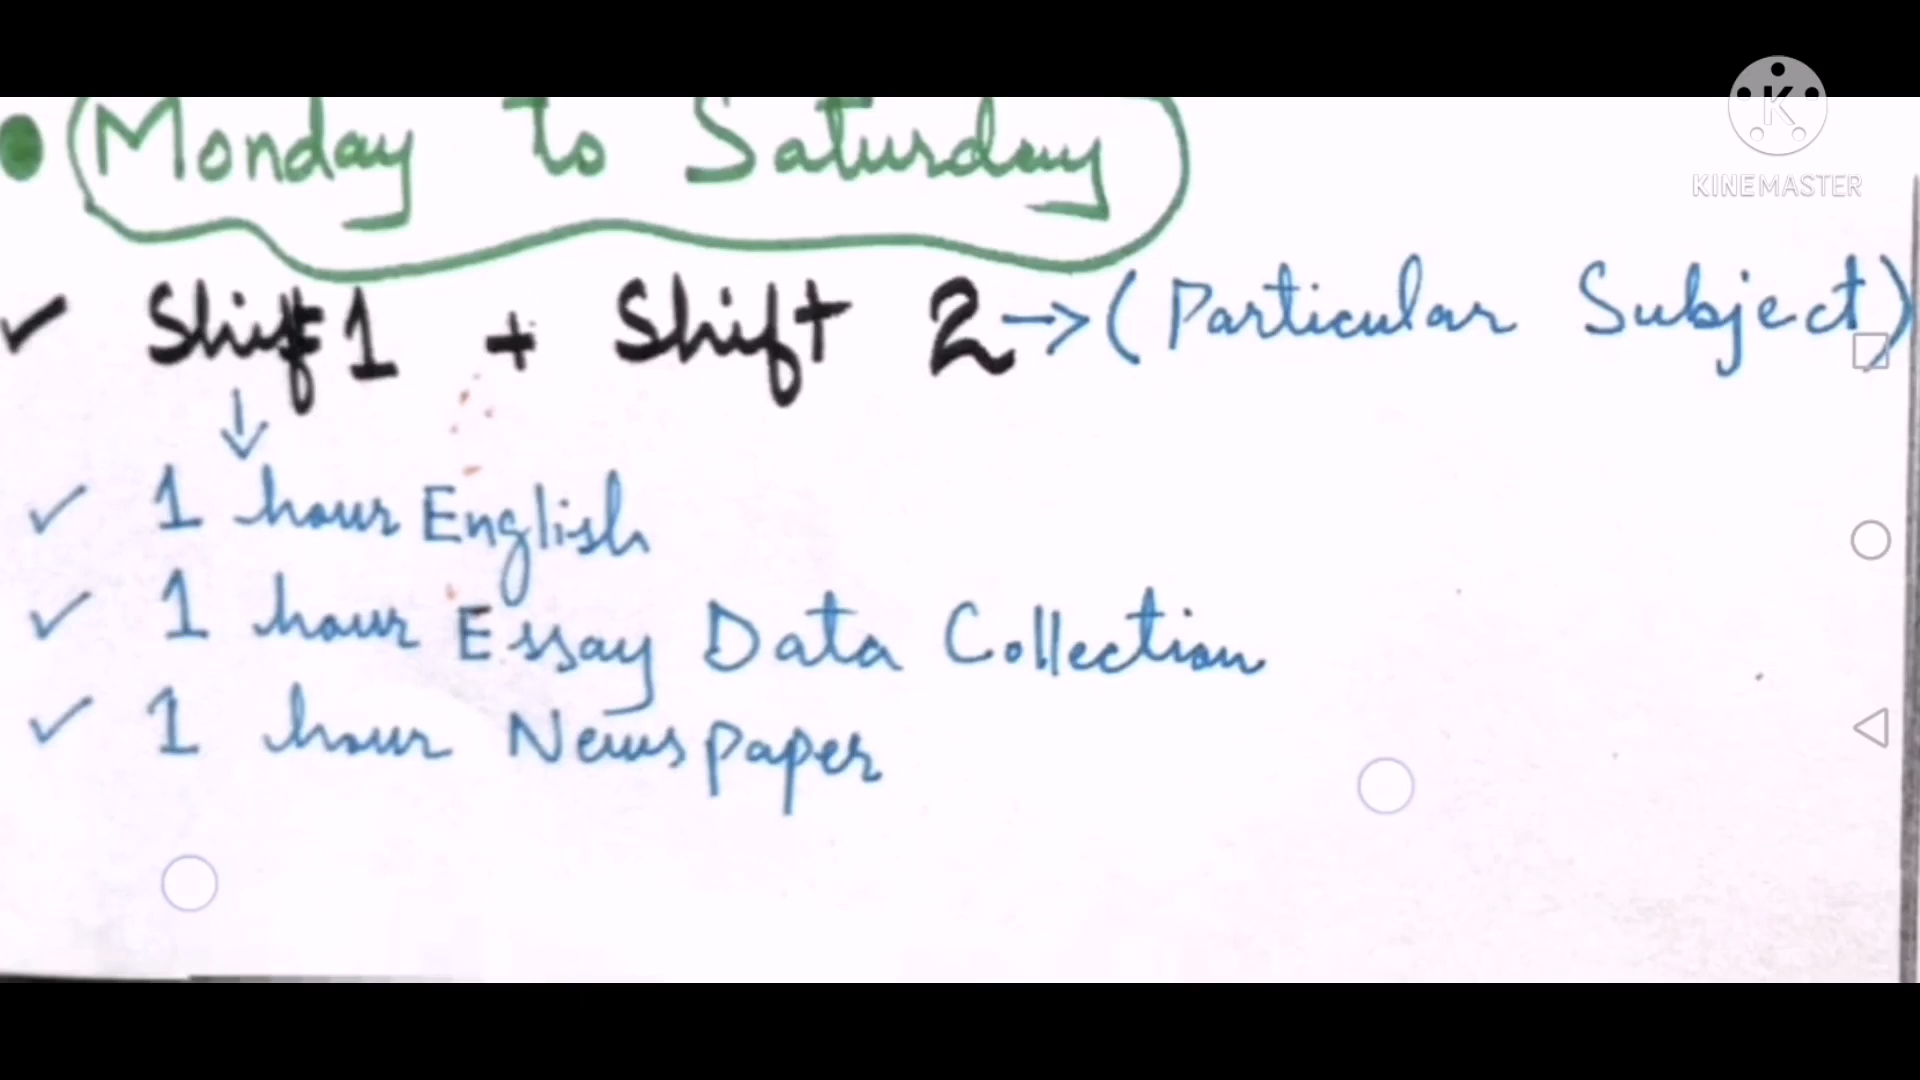 Monday to Saturday
KINEMASTER
✓ Shift 1 + Shift 2 → (Particular Subject)
↓
✓ 1 hour English
✓ 1 hour Essay Data Collection
✓ 1 hour Newspaper